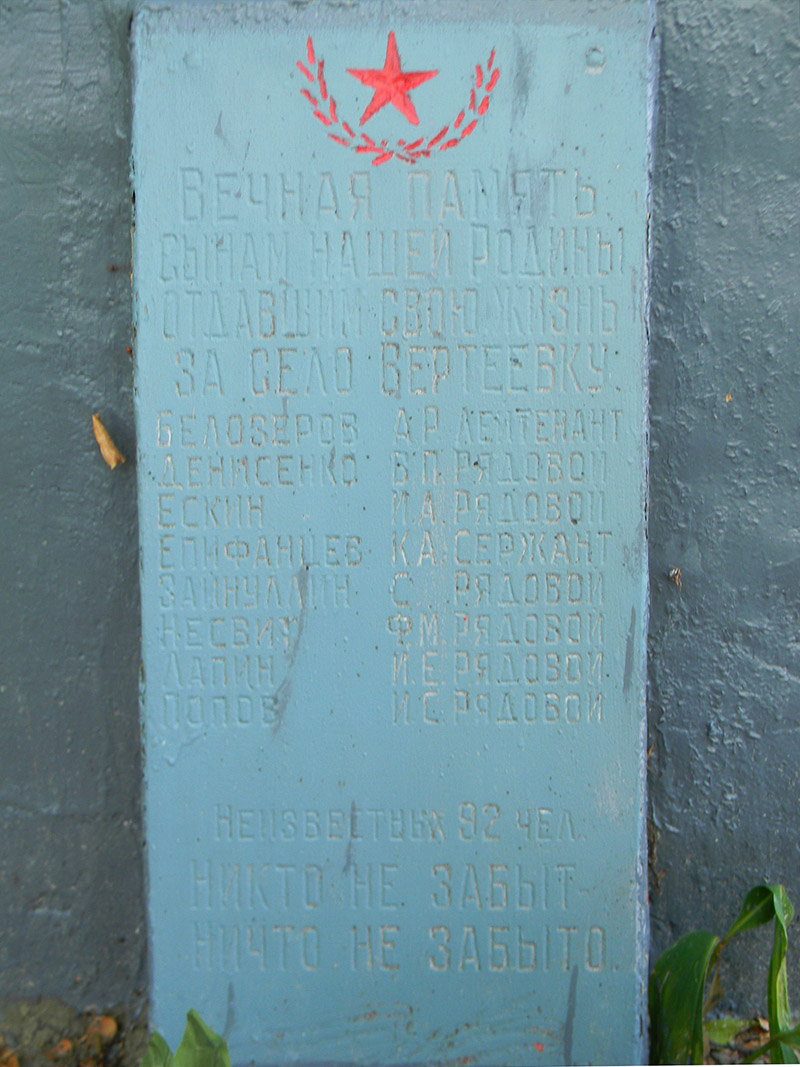 Вечная память
сынам нашей Родины
отдавшим свою жизнь
за село Вертеевку.
Белозеров А.Р. лейтенант
Денисенко В.П. рядовой
Ескин И.А. рядовой
Епифанцев К.А. сержант
Зайнуллин С. рядовой
Несвит Ф.М. рядовой
Лапин И.Е. рядовой
Попов И.С. рядовой
Неизвестных 92 чел.
Никто не забыт-
ничто не забыто.